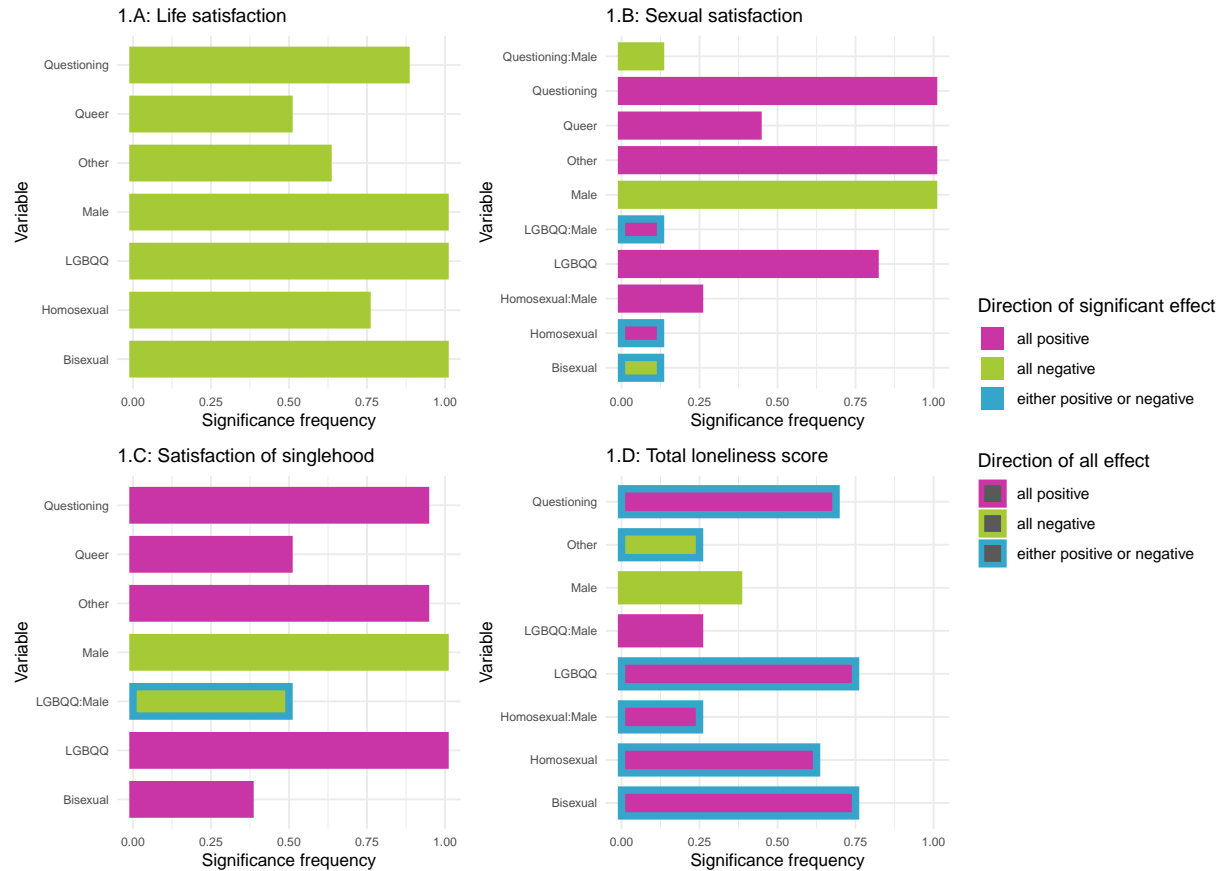 1.A: Life satisfaction
Variable
Questioning
Queer
Other
Male
LGBQQ
Homosexual
Bisexual
0.00 0.25 0.50 0.75 1.00
Significance frequency
1.B: Sexual satisfaction
Variable
Questioning:Male
Questioning
Queer
Other
Male
LGBQQ:Male
LGBQQ
Homosexual:Male
Homosexual
Bisexual
0.00 0.25 0.50 0.75 1.00
Significance frequency
1.C: Satisfaction of singlehood
Variable
Questioning
Queer
Other
Male
LGBQQ:Male
LGBQQ
Bisexual
0.00 0.25 0.50 0.75 1.00
Significance frequency
1.D: Total loneliness score
Variable
Questioning
Other
Male
LGBQQ:Male
LGBQQ
Homosexual:Male
Homosexual
Bisexual
0.00 0.25 0.50 0.75 1.00
Significance frequency
Direction of significant effect
all positive
all negative
either positive or negative
Direction of all effect
all positive
all negative
either positive or negative